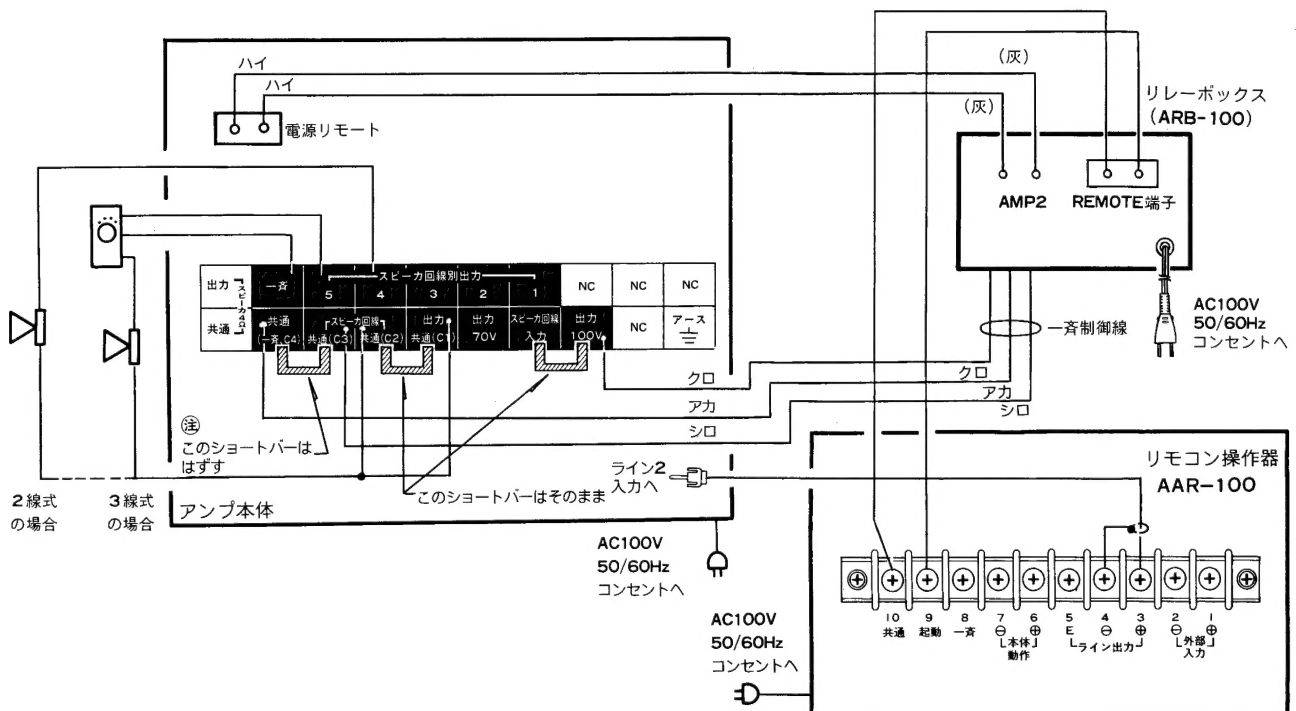 ハイ
ハイ
電源リモート
(灰)
(灰)
リレーボックス
(ARB-100)
AMP2
REMOTE端子
AC100V
50/60Hz
コンセントへ
一斉制御線
出力
スピーカ4Ω
共通
一斉
スピーカ回線別出力
5
4
3
2
1
NC
NC
NC
共通
(一斉、C4)
スピーカ回線
共通(C3)
共通(C2)
出力
共通(C1)
出力
70V
スピーカ回線
入力
出力
100V
NC
アース
クロ
アカ
シロ
クロ
アカ
シロ
注
このショートバーは
はずす
このショートバーはそのまま
ライン2
入力へ
2線式
の場合
3線式
の場合
アンプ本体
AC100V
50/60Hz
コンセントへ
リモコン操作器
AAR-100
AC100V
50/60Hz
コンセントへ
10
共通
9
起動
8
一斉
7
⊖
6
⊕
本体
動作
5
E
4
⊖
3
⊕
ライン出力
2
⊖
1
⊕
外部
入力